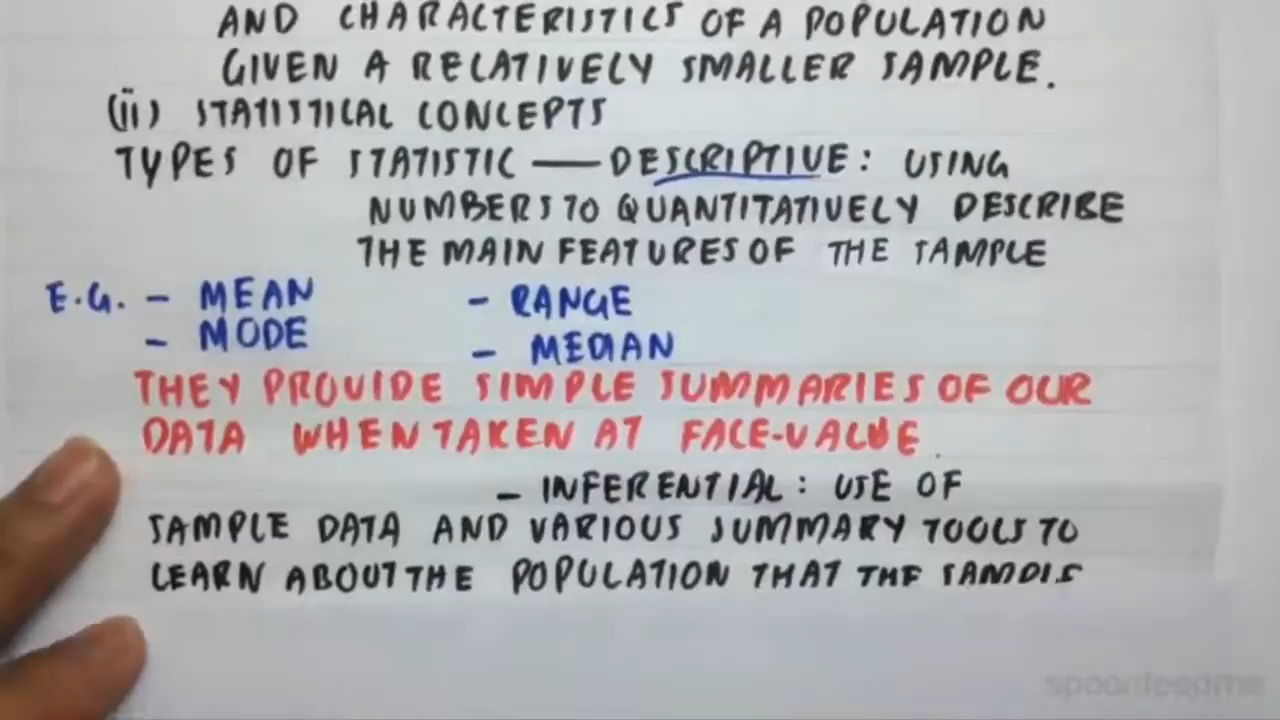 AND CHARACTERISTICS OF A POPULATION
GIVEN A RELATIVELY SMALLER SAMPLE.
(ii) STATISTICAL CONCEPTS
TYPES OF STATISTIC — DESCRIPTIVE: USING
NUMBERS TO QUANTITATIVELY DESCRIBE
THE MAIN FEATURES OF THE SAMPLE
E.G. - MEAN - RANGE
- MODE - MEDIAN
THEY PROVIDE SIMPLE SUMMARIES OF OUR
DATA WHEN TAKEN AT FACE-VALUE.
- INFERENTIAL: USE OF
SAMPLE DATA AND VARIOUS SUMMARY TOOLS TO
LEARN ABOUT THE POPULATION THAT THE
spoonfeedme